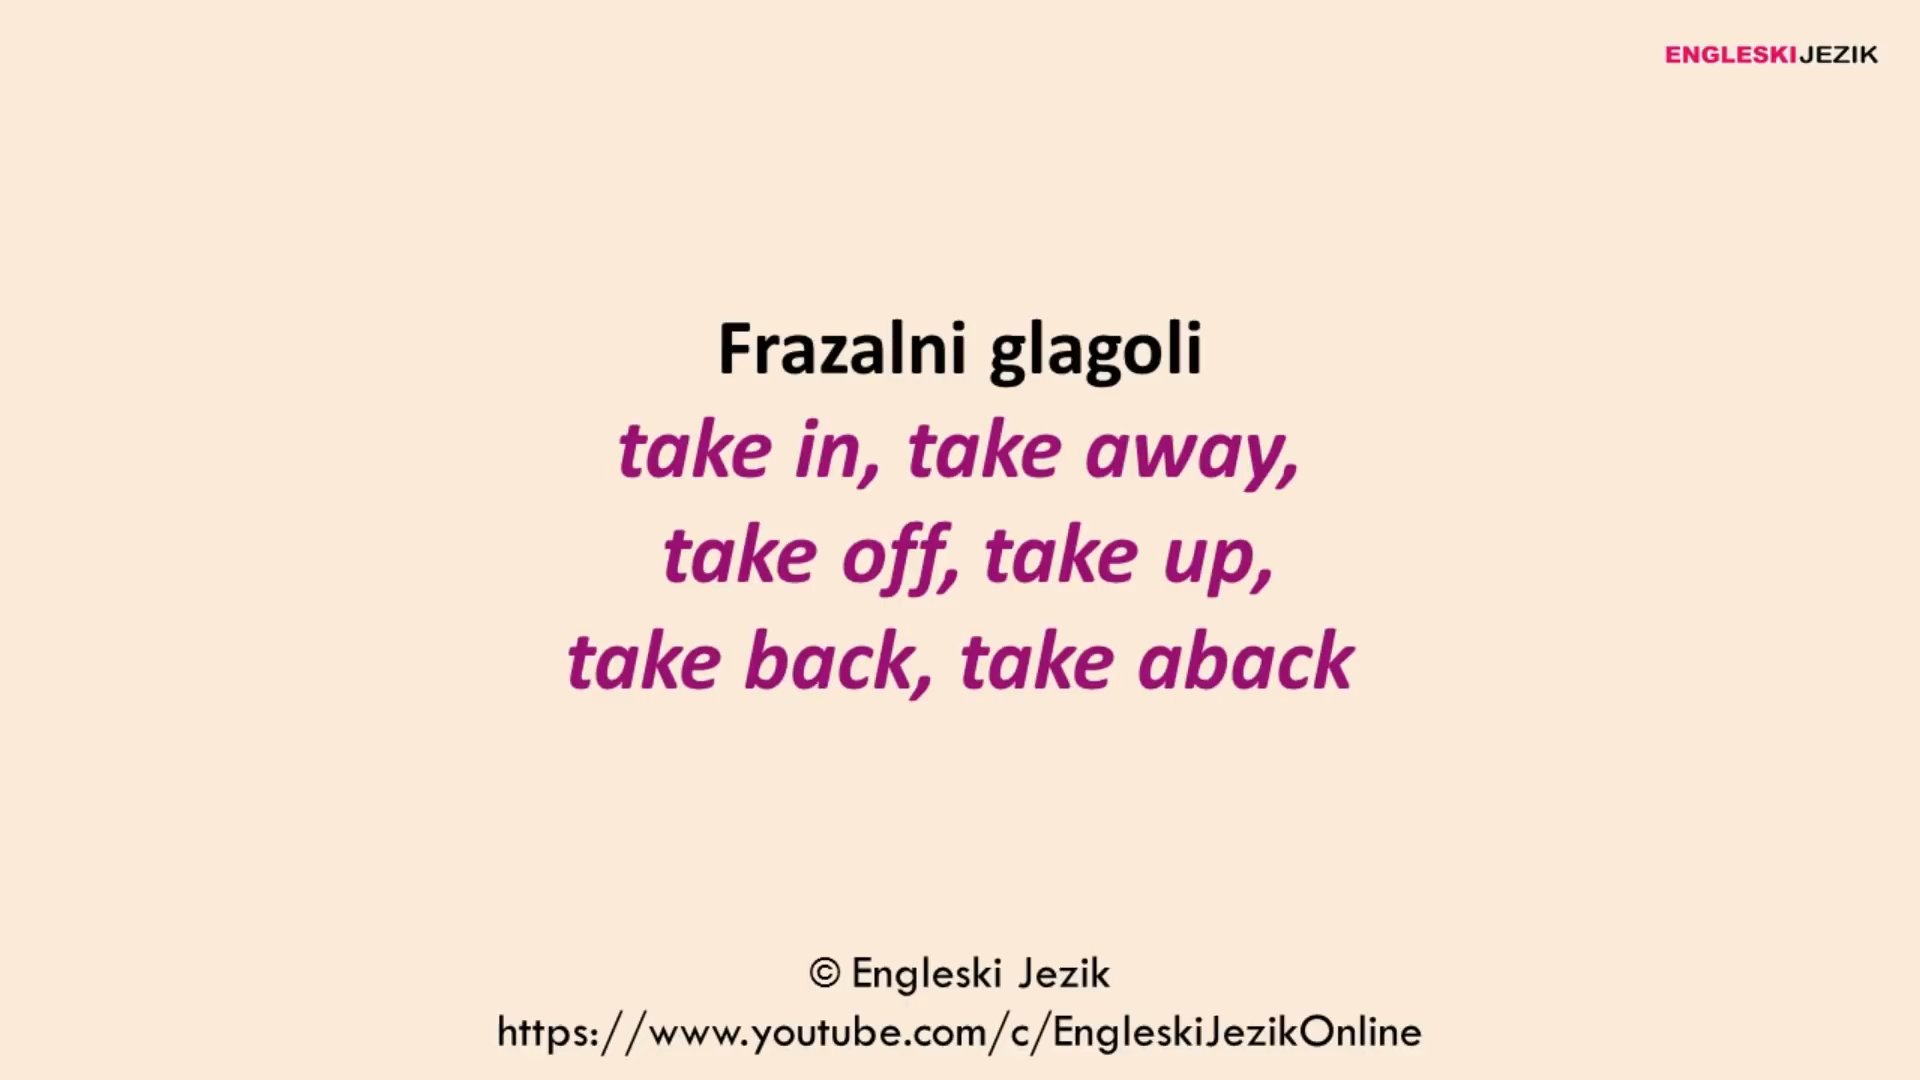 ENGLESKIJEZIK
Frazalni glagoli
take in, take away,
take off, take up,
take back, take aback
© Engleski Jezik
https://www.youtube.com/c/EngleskiJezikOnline